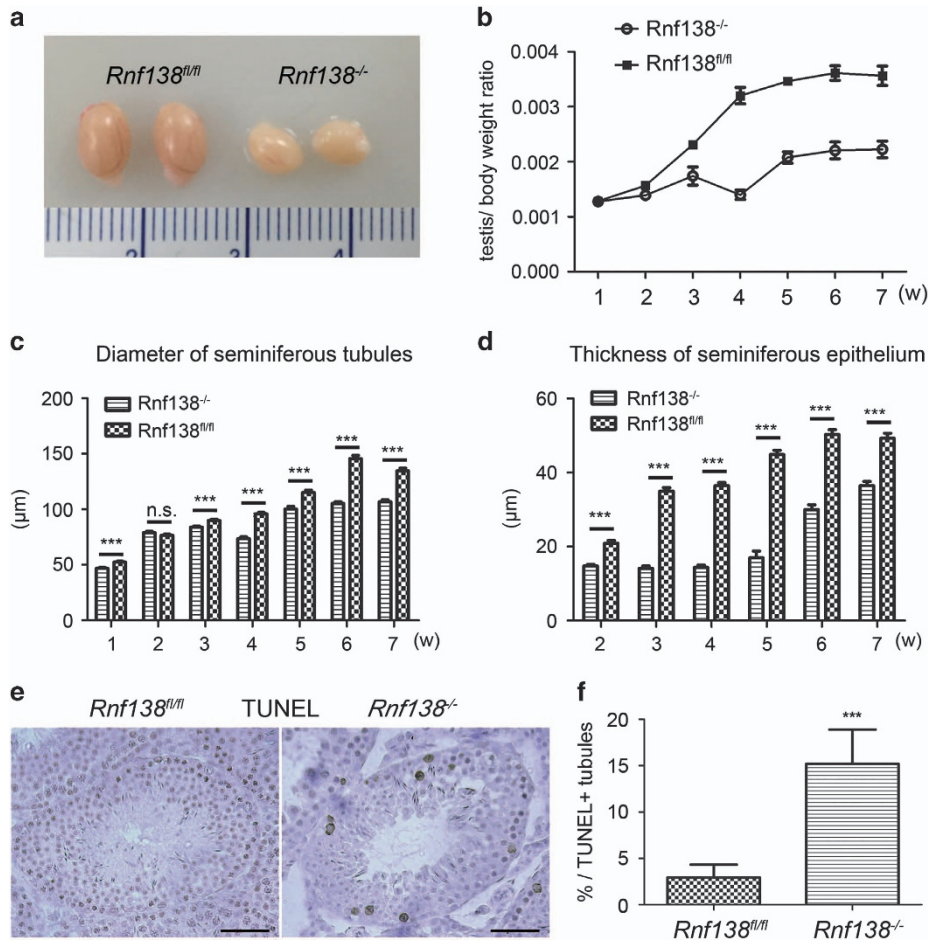 a
Rnf138fl/fl Rnf138-/-
2 3 4
b
Rnf138-/-
Rnf138fl/fl
testis/ body weight ratio
0.004
0.003
0.002
0.001
0.000
1 2 3 4 5 6 7 (w)
c
Diameter of seminiferous tubules
Rnf138-/-
Rnf138fl/fl
(µm)
200
150
100
50
0
*** n.s. *** *** *** *** ***
1 2 3 4 5 6 7 (w)
d
Thickness of seminiferous epithelium
Rnf138-/-
Rnf138fl/fl
(µm)
60
40
20
0
*** *** *** *** *** ***
2 3 4 5 6 7 (w)
e
Rnf138fl/fl TUNEL Rnf138-/-
f
% / TUNEL+ tubules
20
15
10
5
0
***
Rnf138fl/fl Rnf138-/-